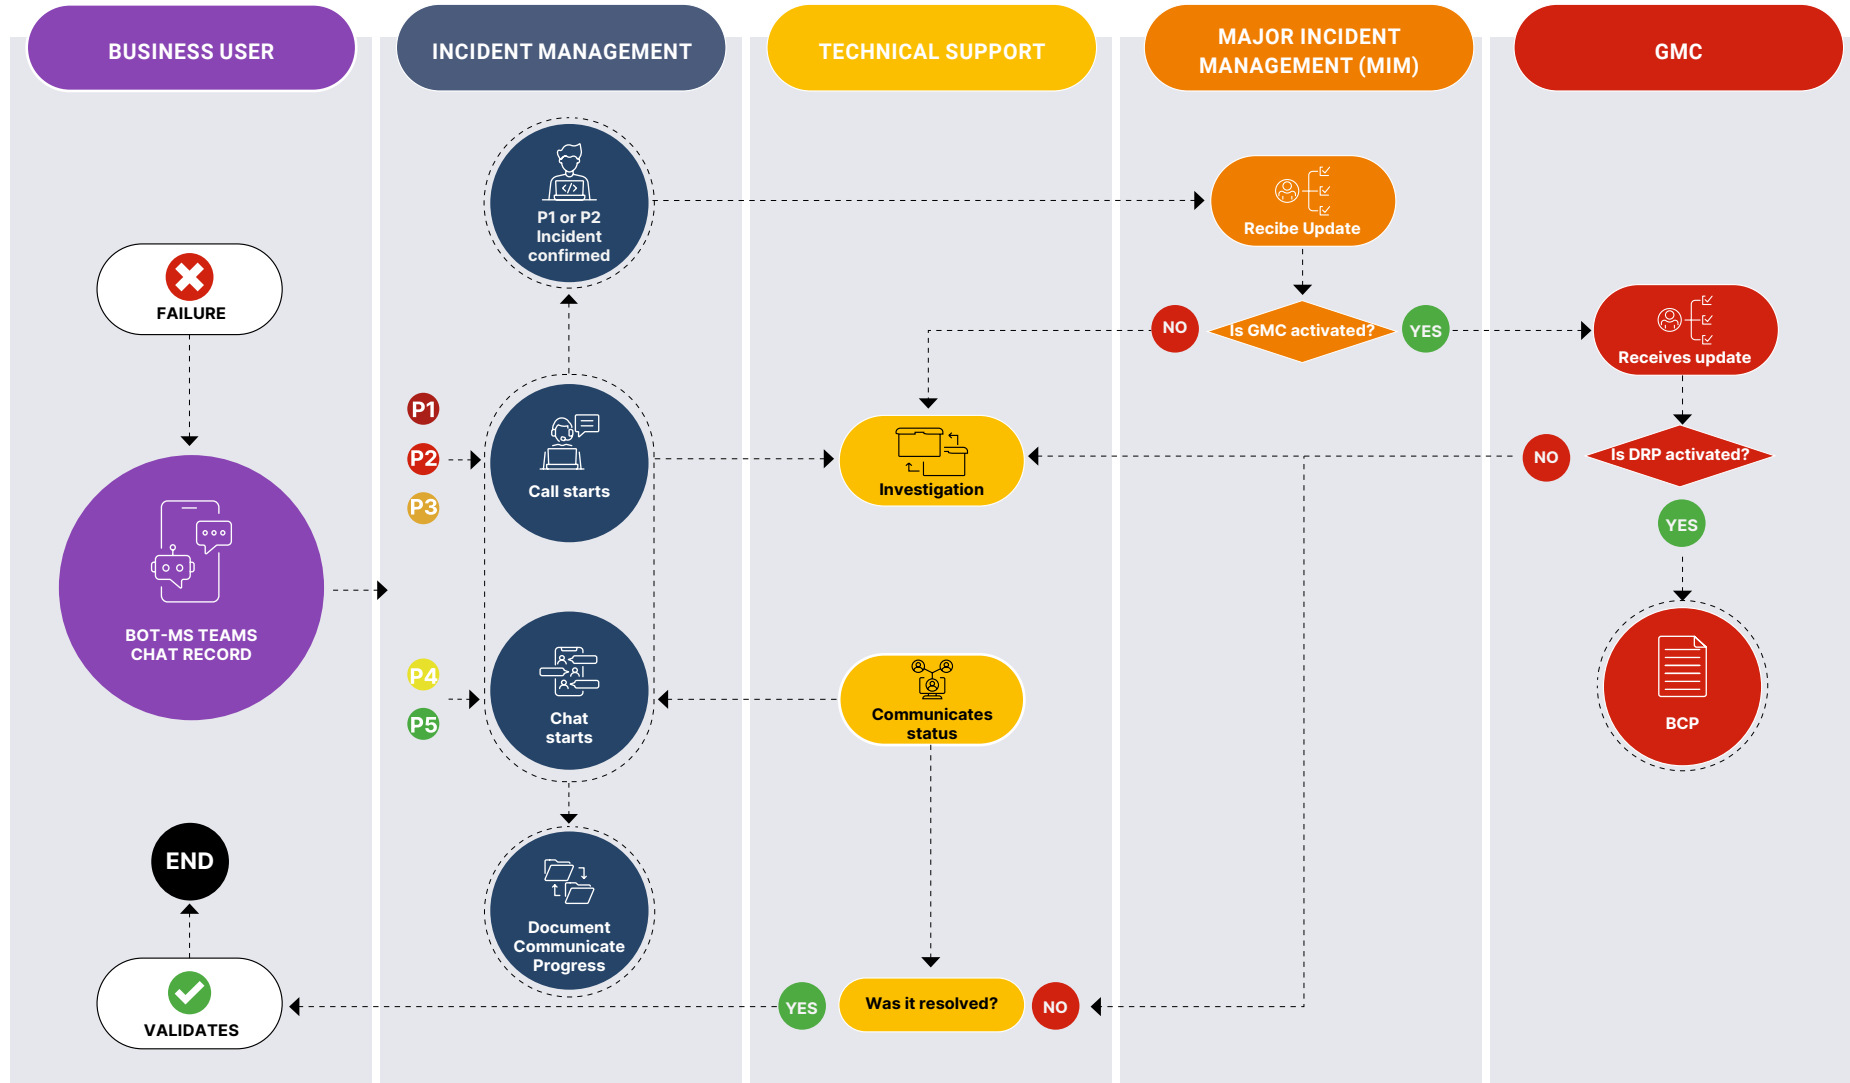 BUSINESS USER
INCIDENT MANAGEMENT
TECHNICAL SUPPORT
MAJOR INCIDENT
MANAGEMENT (MIM)
GMC
FAILURE
BOT-MS TEAMS
CHAT RECORD
END
VALIDATES
P1 or P2
Incident
confirmed
P1
P2
P3
Call starts
P4
P5
Chat
starts
Document
Communicate
Progress
Investigation
Communicates
status
YES
Was it resolved?
NO
Recibe Update
NO
Is GMC activated?
YES
Receives update
NO
Is DRP activated?
YES
BCP